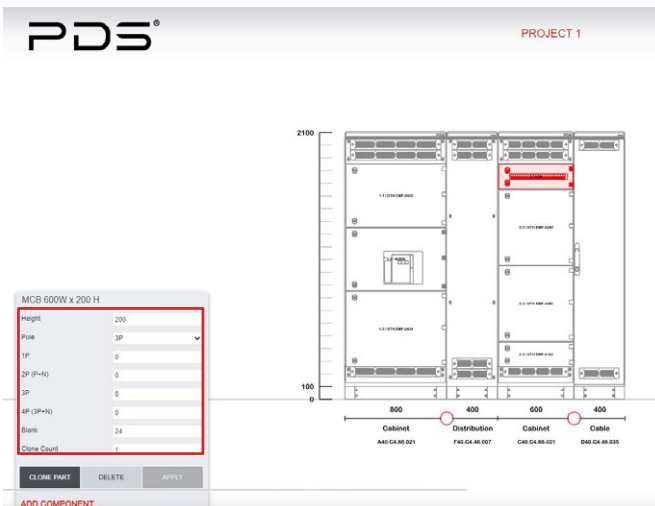 PDS®
PROJECT 1
2100
100
0
800 400 600 400
Cabinet Distribution Cabinet Cable
A40.C4.88.021 F40.C4.48.007 C40.C4.68.021 D40.C4.48.035
MCB 600W x 200 H
Height 200
Pole 3P
1P 0
2P (P+N) 0
3P 0
4P (3P+N) 0
Blank 24
Clone Count 1
CLONE PART DELETE APPLY
ADD COMPONENT